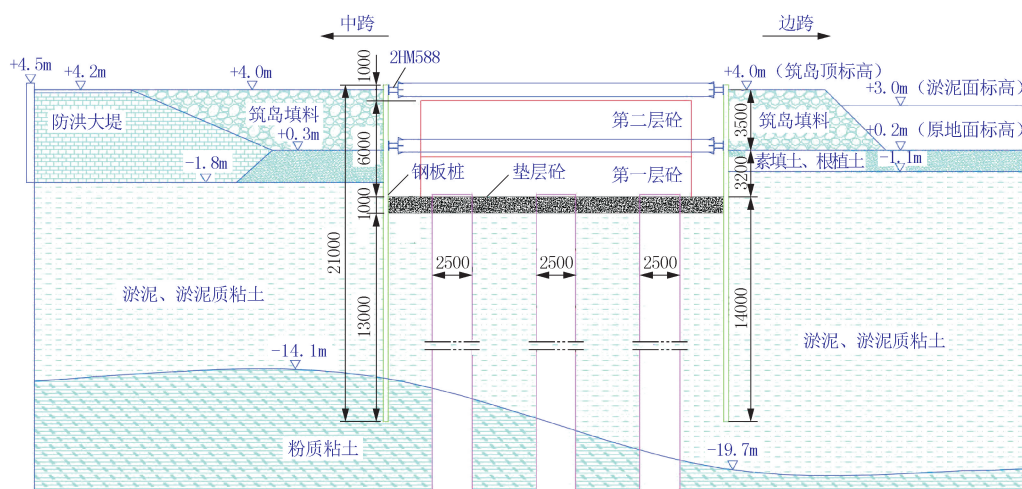 中跨
边跨
2HM588
1000
+4.5m
+4.2m
+4.0m
+4.0m（筑岛顶标高）
+3.0m（淤泥面标高）
防洪大堤
筑岛填料
+0.3m
6000
第二层砼
3500
筑岛填料
+0.2m（原地面标高）
-1.8m
钢板桩
垫层砼
第一层砼
3200
素填土、根植土
-1.1m
1000
21000
2500
2500
2500
淤泥、淤泥质粘土
13000
14000
淤泥、淤泥质粘土
-14.1m
粉质粘土
-19.7m